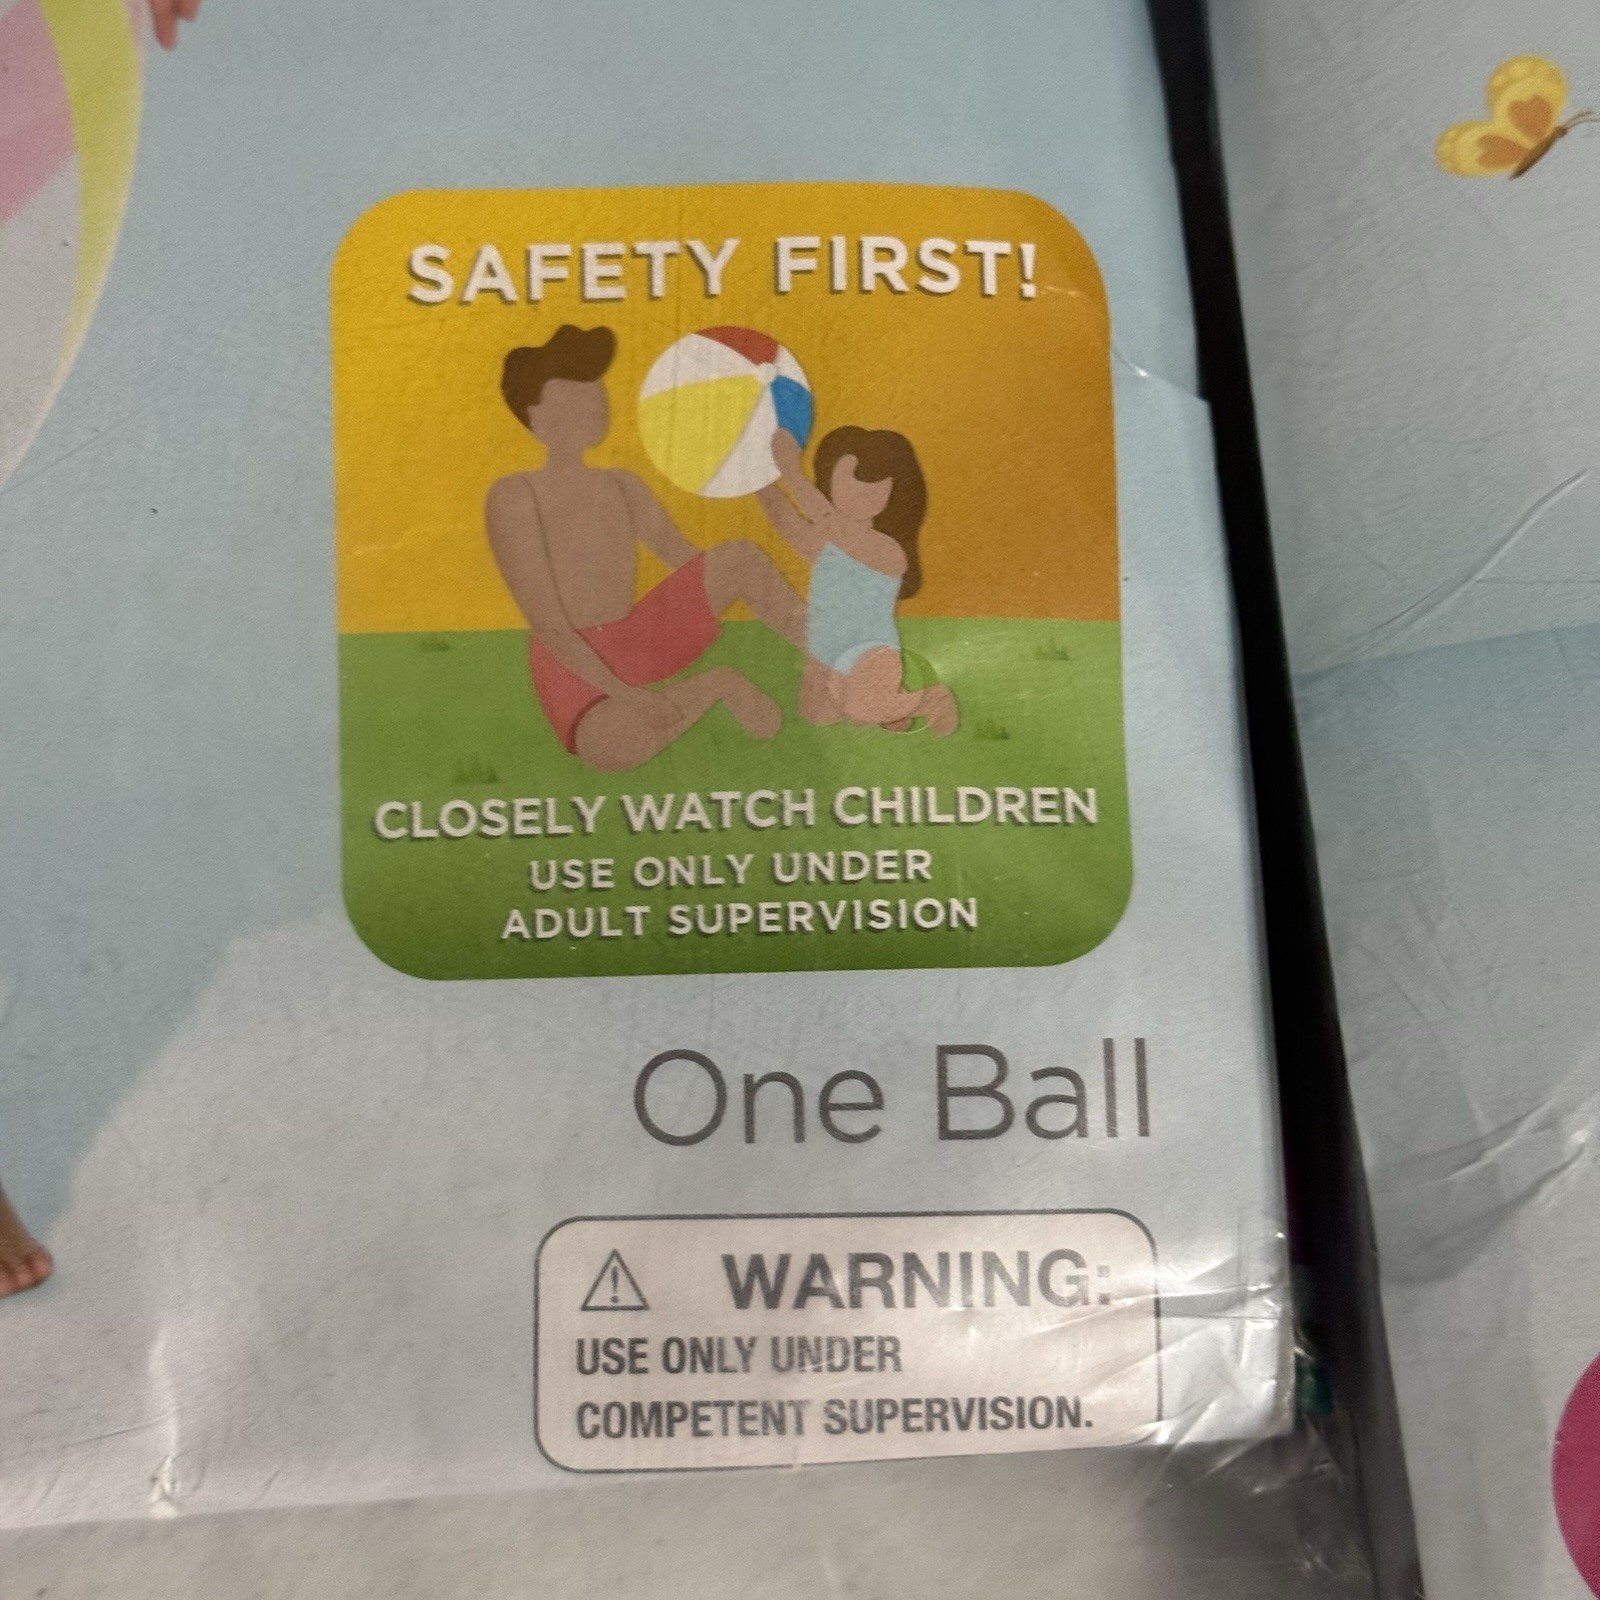 SAFETY FIRST!
CLOSELY WATCH CHILDREN
USE ONLY UNDER
ADULT SUPERVISION
One Ball
WARNING:
USE ONLY UNDER
COMPETENT SUPERVISION.